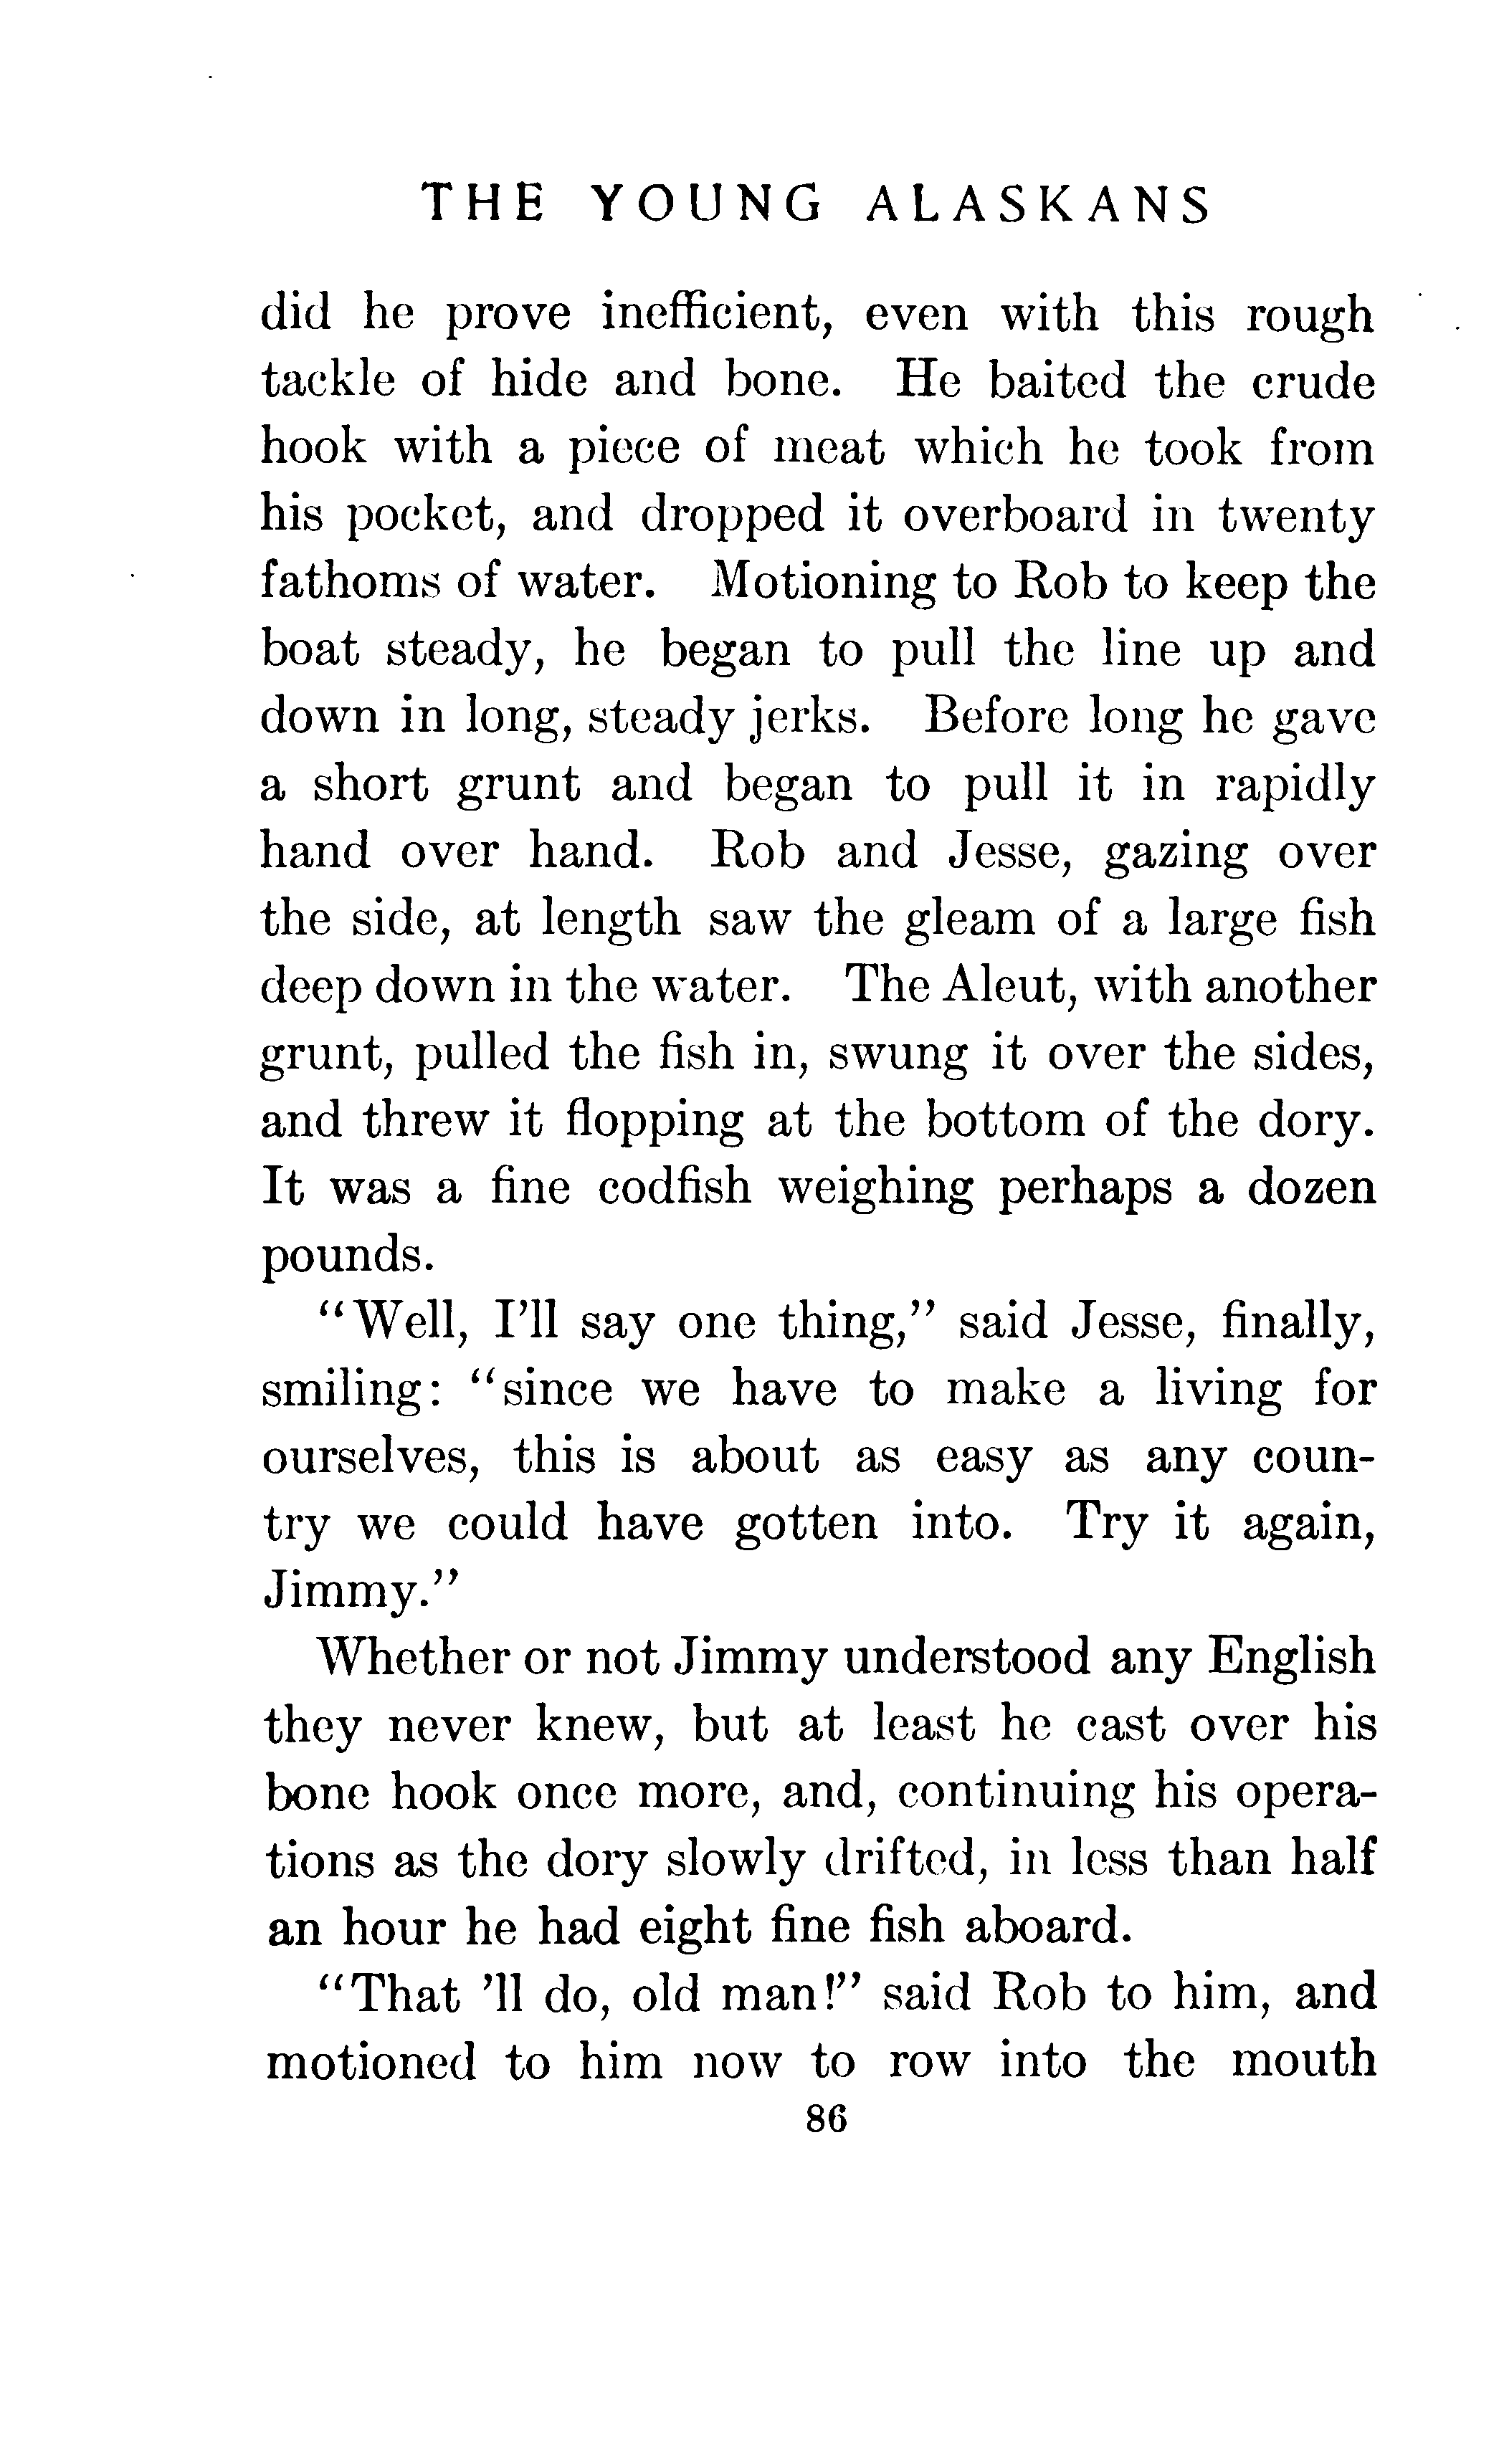 THE YOUNG ALASKANS
did he prove inefficient, even with this rough
tackle of hide and bone. He baited the crude
hook with a piece of meat which he took from
his pocket, and dropped it overboard in twenty
fathoms of water. Motioning to Rob to keep the
boat steady, he began to pull the line up and
down in long, steady jerks. Before long he gave
a short grunt and began to pull it in rapidly
hand over hand. Rob and Jesse, gazing over
the side, at length saw the gleam of a large fish
deep down in the water. The Aleut, with another
grunt, pulled the fish in, swung it over the sides,
and threw it flopping at the bottom of the dory.
It was a fine codfish weighing perhaps a dozen
pounds.
"Well, I'll say one thing," said Jesse, finally,
smiling: "since we have to make a living for
ourselves, this is about as easy as any coun-
try we could have gotten into. Try it again,
Jimmy."
Whether or not Jimmy understood any English
they never knew, but at least he cast over his
bone hook once more, and, continuing his opera-
tions as the dory slowly drifted, in less than half
an hour he had eight fine fish aboard.
"That 'll do, old man!" said Rob to him, and
motioned to him now to row into the mouth
86